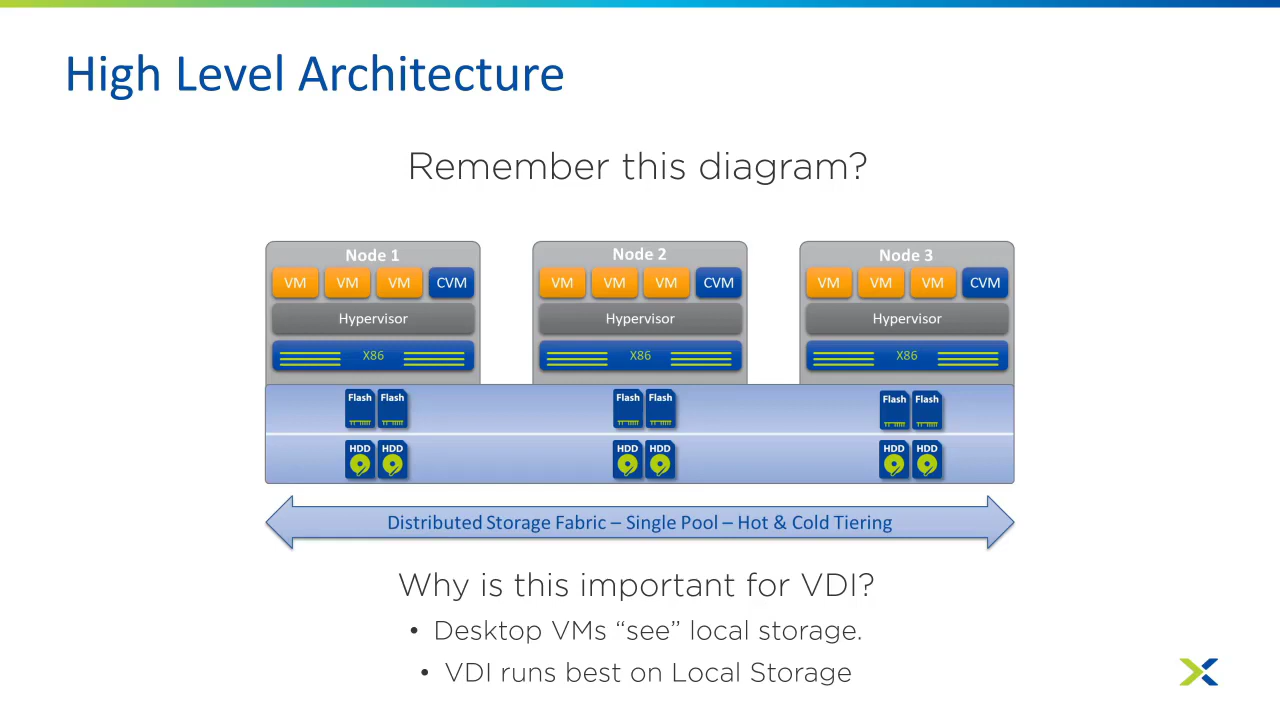 High Level Architecture
Remember this diagram?
Node 1
VM VM VM CVM
Hypervisor
X86
Node 2
VM VM VM CVM
Hypervisor
X86
Node 3
VM VM VM CVM
Hypervisor
X86
Flash Flash
Flash Flash
Flash Flash
HDD HDD
HDD HDD
HDD HDD
Distributed Storage Fabric – Single Pool – Hot & Cold Tiering
Why is this important for VDI?
• Desktop VMs “see” local storage.
• VDI runs best on Local Storage